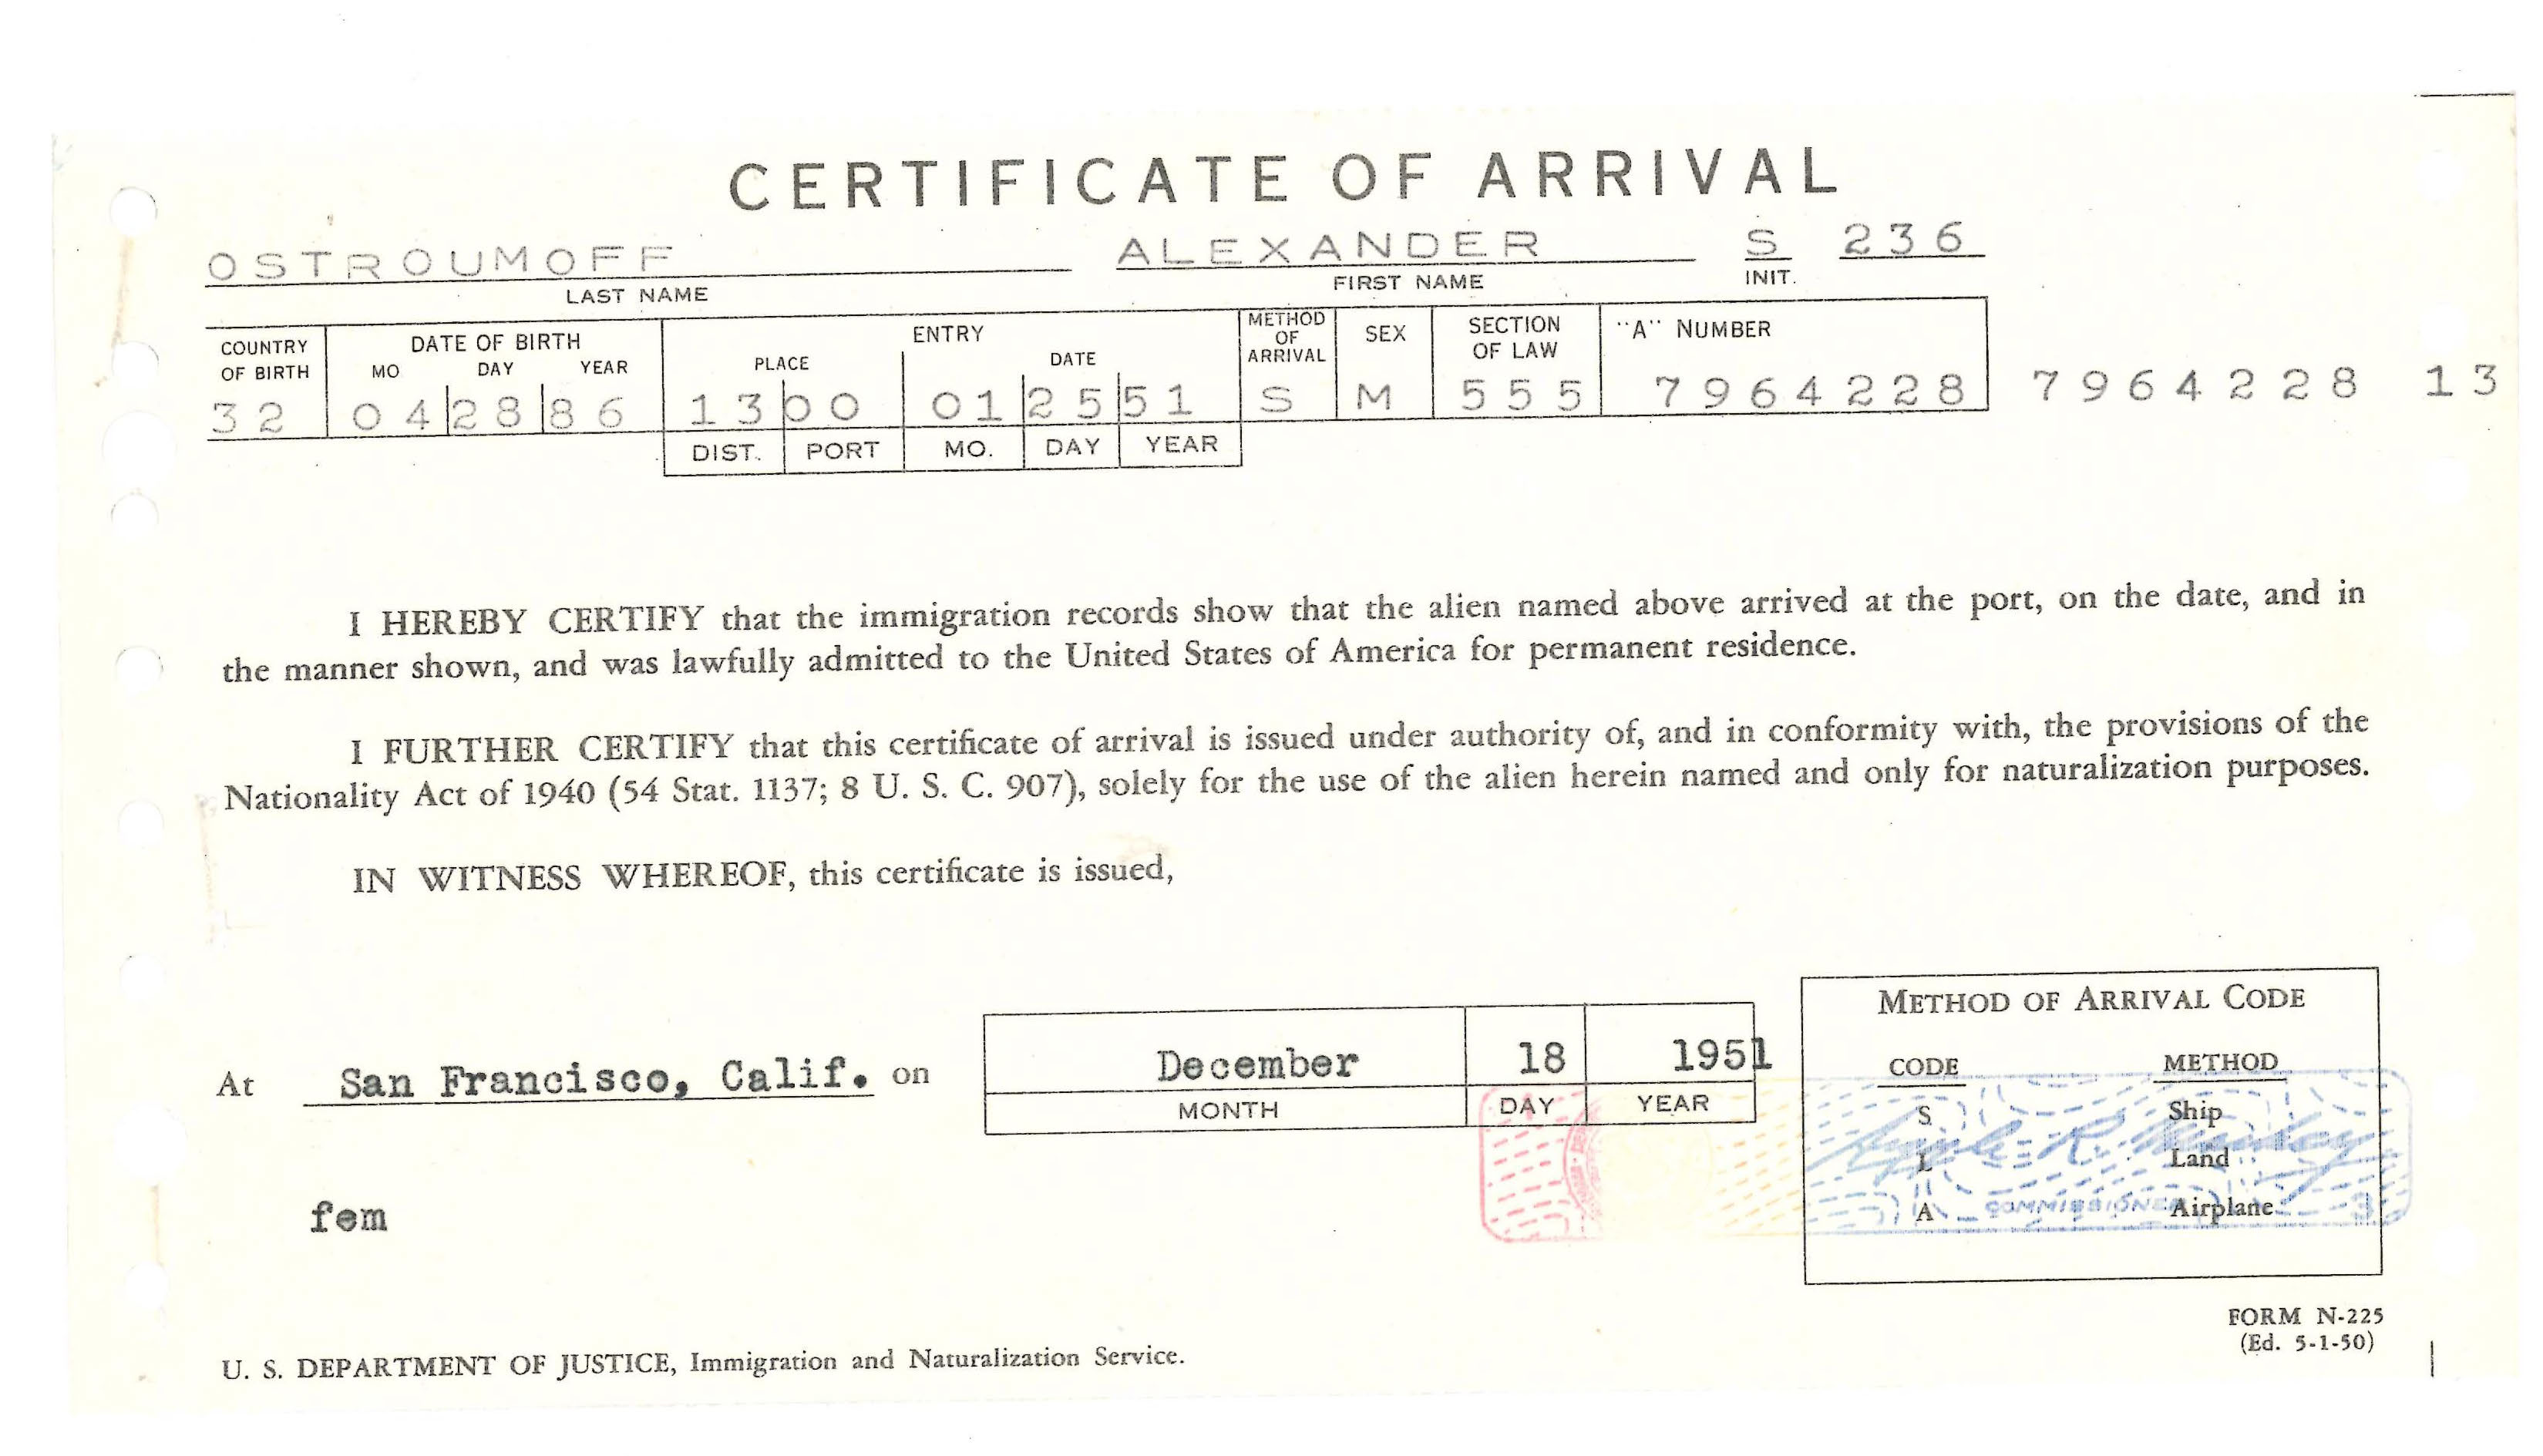 CERTIFICATE OF ARRIVAL
OSTROUMOFF ALEXANDER S 236
LAST NAME FIRST NAME INIT.
COUNTRY OF BIRTH DATE OF BIRTH ENTRY METHOD OF ARRIVAL SEX SECTION OF LAW "A" NUMBER
MO DAY YEAR PLACE DATE
32 04 28 86 13 00 01 25 51 S M 555 7964228 7964228 13
DIST. PORT MO. DAY YEAR
I HEREBY CERTIFY that the immigration records show that the alien named above arrived at the port, on the date, and in
the manner shown, and was lawfully admitted to the United States of America for permanent residence.
I FURTHER CERTIFY that this certificate of arrival is issued under authority of, and in conformity with, the provisions of the
Nationality Act of 1940 (54 Stat. 1137; 8 U. S. C. 907), solely for the use of the alien herein named and only for naturalization purposes.
IN WITNESS WHEREOF, this certificate is issued,
At San Francisco, Calif. on December 18 1951
MONTH DAY YEAR
METHOD OF ARRIVAL CODE
CODE METHOD
S Ship
L Land
A Airplane
COMMISSIONER
fem
FORM N-225
(Ed. 5-1-50)
U. S. DEPARTMENT OF JUSTICE, Immigration and Naturalization Service.